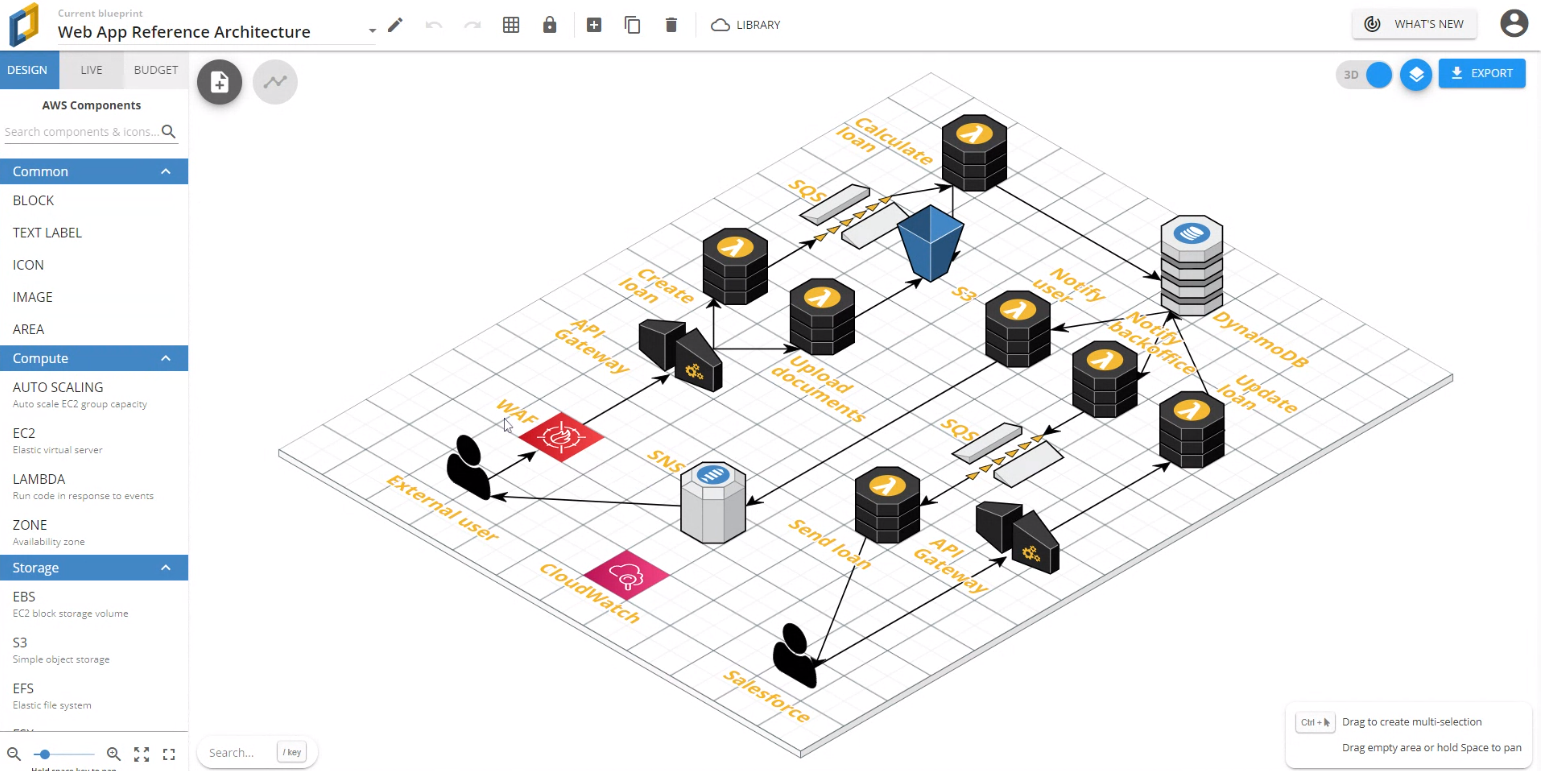 Current blueprint
Web App Reference Architecture
LIBRARY
WHAT'S NEW
DESIGN
LIVE
BUDGET
3D
EXPORT
AWS Components
Search components & icons...
Common
BLOCK
TEXT LABEL
ICON
IMAGE
AREA
Compute
AUTO SCALING
Auto scale EC2 group capacity
EC2
Elastic virtual server
LAMBDA
Run code in response to events
ZONE
Availability zone
Storage
EBS
EC2 block storage volume
S3
Simple object storage
EFS
Elastic file system
Calculate
loan
SQS
Create
loan
S3
Notify
user
API
Gateway
Notify
backoffice
DynamoDB
Upload
documents
Update
loan
WAF
SQS
SNS
External user
Send loan
API
Gateway
CloudWatch
Salesforce
Search...
/ key
Ctrl +
Drag to create multi-selection
Drag empty area or hold Space to pan